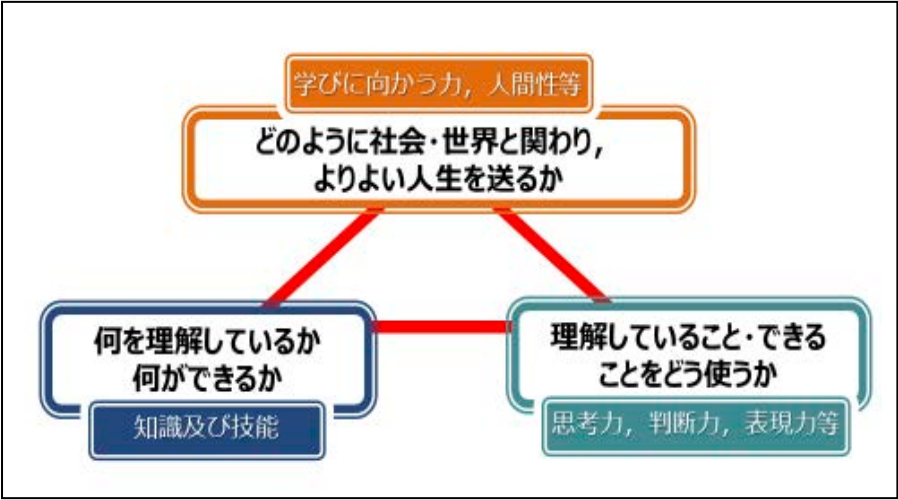 学びに向かう力，人間性等
どのように社会・世界と関わり，
よりよい人生を送るか
何を理解しているか
何ができるか
知識及び技能
理解していること・できる
ことをどう使うか
思考力，判断力，表現力等